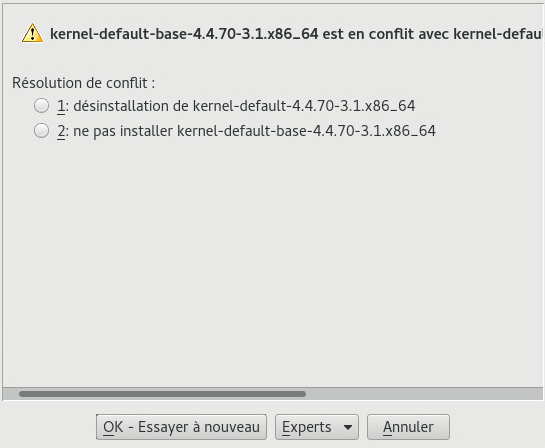 kernel-default-base-4.4.70-3.1.x86_64 est en conflit avec kernel-defau
Résolution de conflit :
1: désinstallation de kernel-default-4.4.70-3.1.x86_64
2: ne pas installer kernel-default-base-4.4.70-3.1.x86_64
OK - Essayer à nouveau
Experts
Annuler